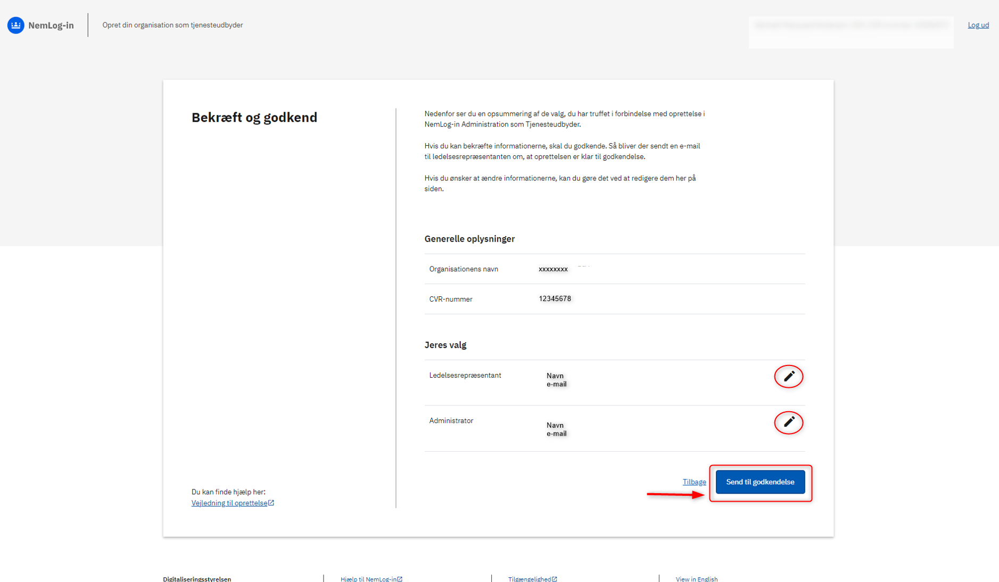 NemLog-in
Opret din organisation som tjenesteudbyder
Log ud
Bekræft og godkend
Nedenfor ser du en opsummering af de valg, du har truffet i forbindelse med oprettelse i
NemLog-in Administration som Tjenesteudbyder.
Hvis du kan bekræfte informationerne, skal du godkende. Så bliver der sendt en e-mail
til ledelsesrepræsentanten om, at oprettelsen er klar til godkendelse.
Hvis du ønsker at ændre informationerne, kan du gøre det ved at redigere dem her på
siden.
Generelle oplysninger
Organisationens navn xxxxxxxx
CVR-nummer 12345678
Jeres valg
Ledelsesrepræsentant Navn
e-mail
Administrator Navn
e-mail
Tilbage
Send til godkendelse
Du kan finde hjælp her:
Vejledning til oprettelse
Digitaliseringsstyrelsen
Hjælp til NemLog-in
Tilgængelighed
View in English